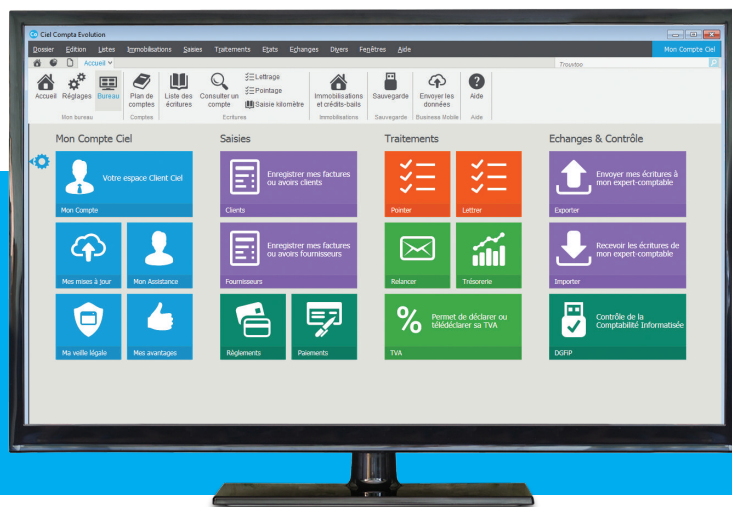 Ciel Compta Evolution
Dossier Edition Listes Immobilisations Saisies Traitements Etats Echanges Divers Fenêtres Aide Mon Compte Ciel
Accueil
Accueil Réglages Bureau Plan de comptes Liste des écritures Consulter un compte Lettrage Pointage Saisie kilomètre Immobilisations et crédits-bails Sauvegarde Envoyer les données Aide
Mon bureau Comptes Ecritures Immobilisations Sauvegarde Business Mobile Aide
Mon Compte Ciel
Votre espace Client Ciel
Mon Compte
Mes mises à jour
Mon Assistance
Ma veille légale
Mes avantages
Saisies
Enregistrer mes factures
ou avoirs clients
Clients
Enregistrer mes factures
ou avoirs fournisseurs
Fournisseurs
Règlements
Paiements
Traitements
Pointer
Lettrer
Relancer
Trésorerie
%
Permet de déclarer ou
télédéclarer sa TVA
TVA
Echanges & Contrôle
Envoyer mes écritures à
mon expert-comptable
Exporter
Recevoir les écritures de
mon expert-comptable
Importer
Contrôle de la
Comptabilité Informatisée
DGFiP